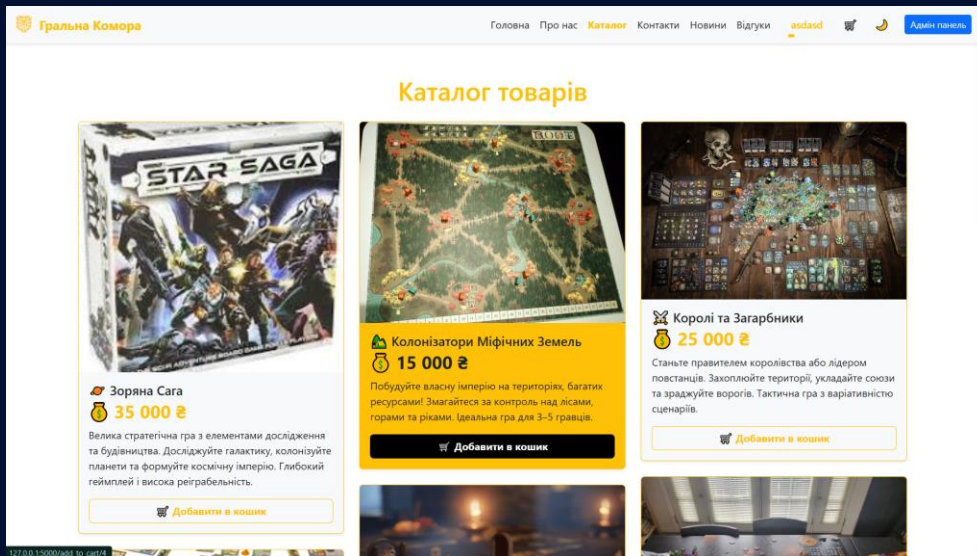 Гральна Комора
Головна Про нас Каталог Контакти Новини Відгуки asdasd Адмін панель
Каталог товарів
STAR SAGA
Зоряна Сага
35 000 ₴
Велика стратегічна гра з елементами дослідження
та будівництва. Досліджуйте галактику, колонізуйте
планети та формуйте космічну імперію. Глибокий
геймплей і висока реіграбельність.
Добавити в кошик
Колонізатори Міфічних Земель
15 000 ₴
Побудуйте власну імперію на територіях, багатих
ресурсами! Змагайтеся за контроль над лісами,
горами та ріками. Ідеальна гра для 3–5 гравців.
Добавити в кошик
Королі та Загарбники
25 000 ₴
Станьте правителем королівства або лідером
повстанців. Захоплюйте території, укладайте союзи
та зраджуйте ворогів. Тактична гра з варіативністю
сценаріїв.
Добавити в кошик
127.0.0.1:5000/add_to_cart/4